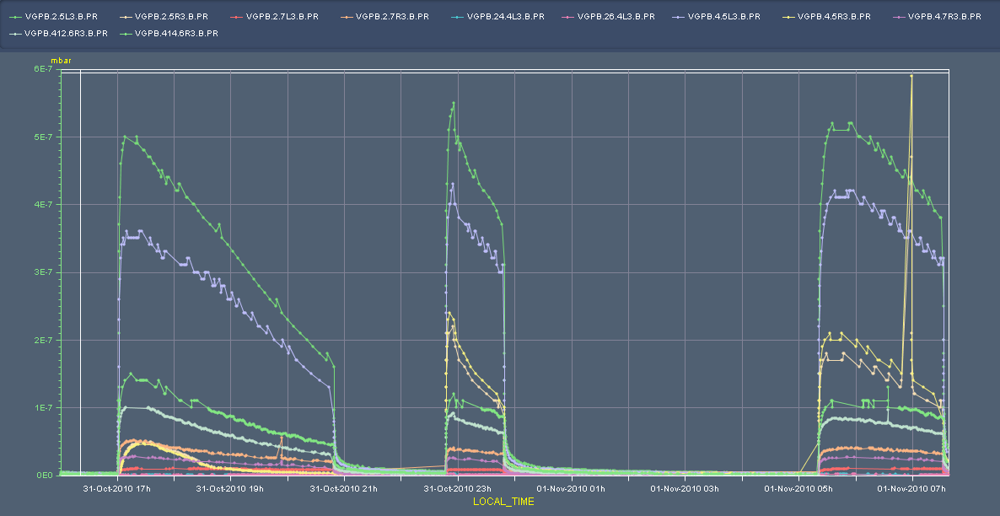 VGPB.2.5L3.B.PR VGPB.2.5R3.B.PR VGPB.2.7L3.B.PR VGPB.2.7R3.B.PR VGPB.24.4L3.B.PR VGPB.26.4L3.B.PR VGPB.4.5L3.B.PR VGPB.4.5R3.B.PR VGPB.4.7R3.B.PR
VGPB.412.6R3.B.PR VGPB.414.6R3.B.PR
mbar
6E-7
5E-7
4E-7
3E-7
2E-7
1E-7
0E0
31-Oct-2010 17h 31-Oct-2010 19h 31-Oct-2010 21h 31-Oct-2010 23h 01-Nov-2010 1h 01-Nov-2010 03h 01-Nov-2010 05h 01-Nov-2010 07h
LOCAL_TIME